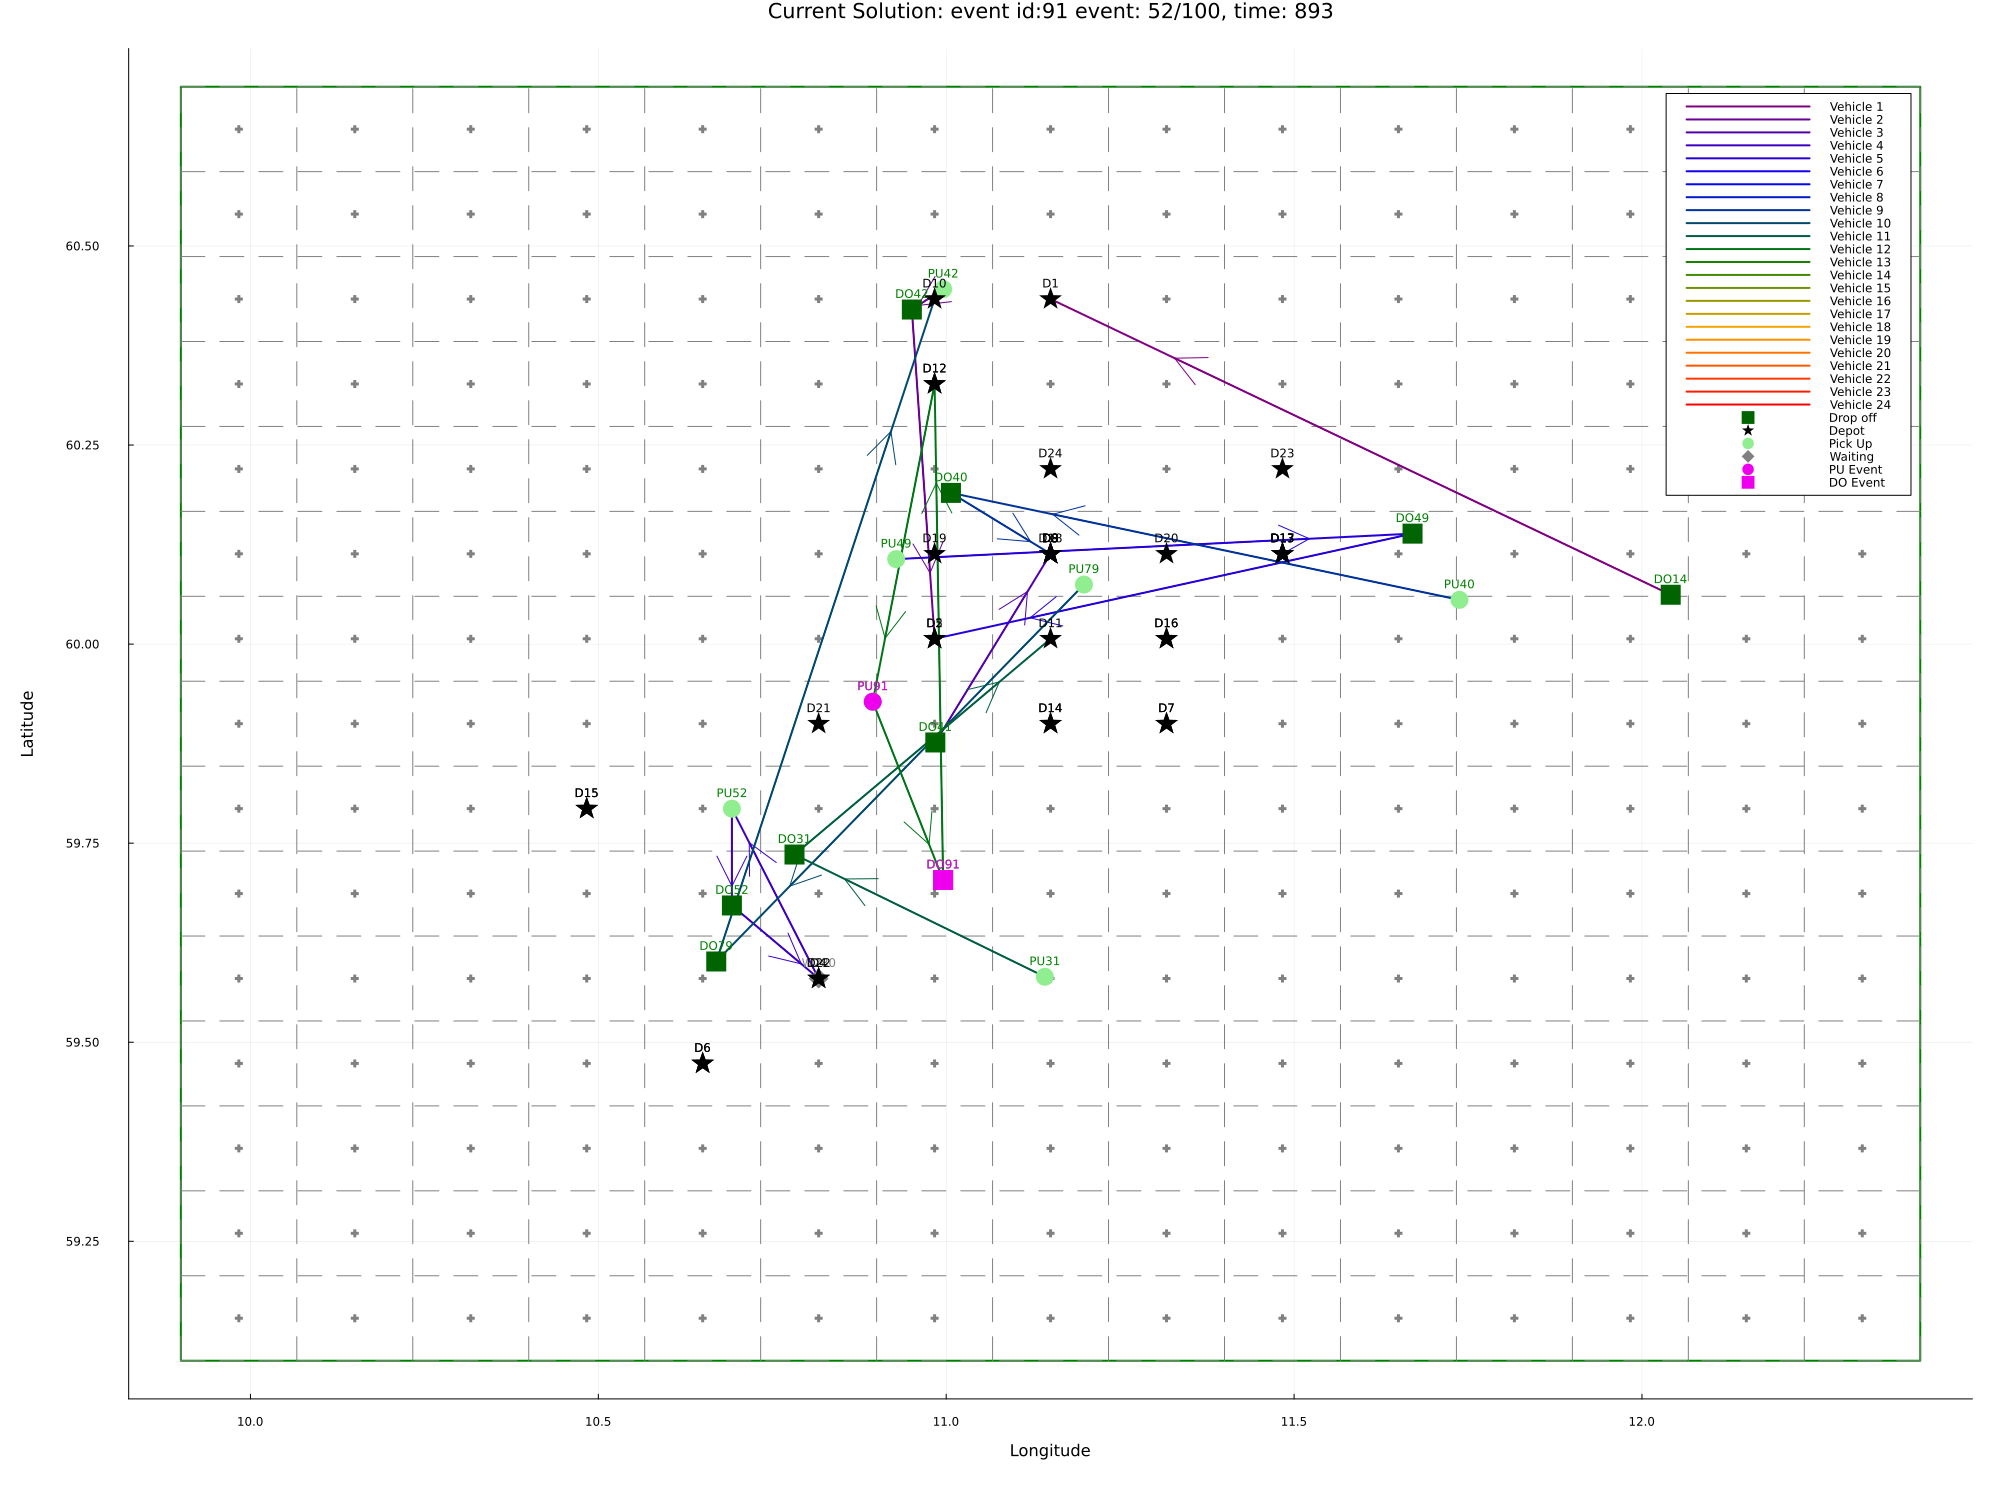 Current Solution: event id:91 event: 52/100, time: 893
Vehicle 1
Vehicle 2
Vehicle 3
Vehicle 4
Vehicle 5
Vehicle 6
Vehicle 7
Vehicle 8
Vehicle 9
Vehicle 10
Vehicle 11
Vehicle 12
Vehicle 13
Vehicle 14
Vehicle 15
Vehicle 16
Vehicle 17
Vehicle 18
Vehicle 19
Vehicle 20
Vehicle 21
Vehicle 22
Vehicle 23
Vehicle 24
Drop off
Depot
Pick Up
Waiting
PU Event
DO Event
60.50
60.25
60.00
59.75
59.50
59.25
Latitude
PU42
D10
D1
DO42
D12
D24
D23
DO40
DO49
PU49
D19
D20
PU79
PU40
DO14
D11
D16
PU91
D21
D14
D7
DO41
D15
PU52
DO31
DO91
DO52
DO79
PU31
D6
10.0
10.5
11.0
11.5
12.0
Longitude